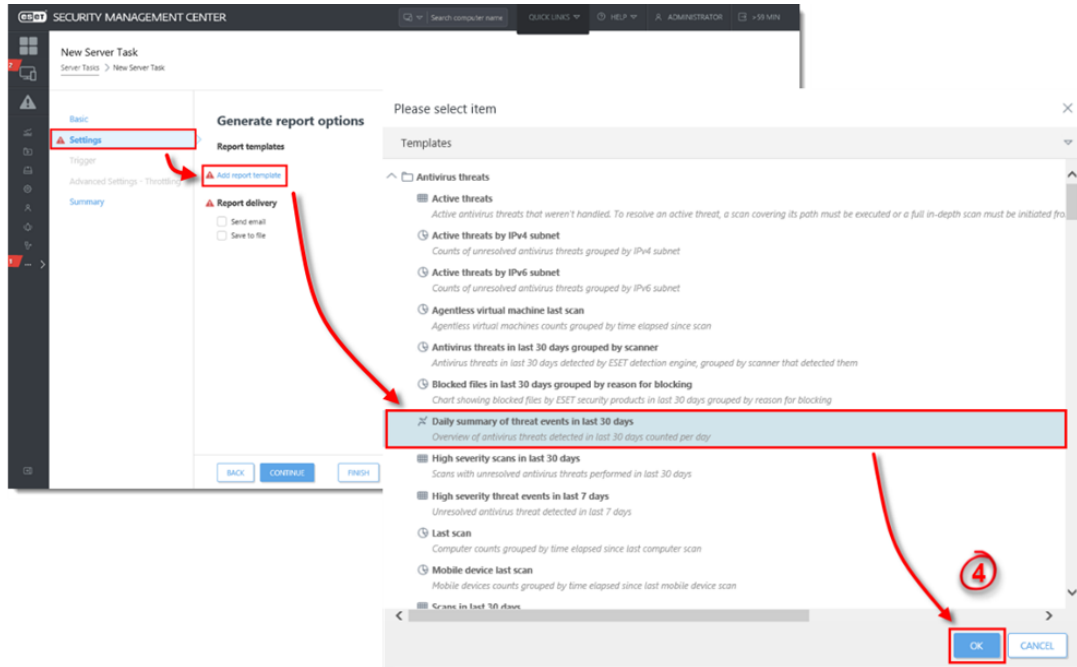 eset SECURITY MANAGEMENT CENTER
Search computer name
QUICK LINKS
HELP
ADMINISTRATOR
>59 MIN
New Server Task
Server Tasks > New Server Task
Basic
Settings
Trigger
Advanced Settings - Throttling
Summary
Generate report options
Report templates
Add report template
Report delivery
Send email
Save to file
BACK
CONTINUE
FINISH
Please select item
Templates
Antivirus threats
Active threats
Active antivirus threats that weren't handled. To resolve an active threat, a scan covering its path must be executed or a full in-depth scan must be initiated fro
Active threats by IPv4 subnet
Counts of unresolved antivirus threats grouped by IPv4 subnet
Active threats by IPv6 subnet
Counts of unresolved antivirus threats grouped by IPv6 subnet
Agentless virtual machine last scan
Agentless virtual machines counts grouped by time elapsed since scan
Antivirus threats in last 30 days grouped by scanner
Antivirus threats in last 30 days detected by ESET detection engine, grouped by scanner that detected them
Blocked files in last 30 days grouped by reason for blocking
Chart showing blocked files by ESET security products in last 30 days grouped by reason for blocking
Daily summary of threat events in last 30 days
Overview of antivirus threats detected in last 30 days counted per day
High severity scans in last 30 days
Scans with unresolved antivirus threats performed in last 30 days
High severity threat events in last 7 days
Unresolved antivirus threat detected in last 7 days
Last scan
Computer counts grouped by time elapsed since last computer scan
Mobile device last scan
Mobile devices counts grouped by time elapsed since last mobile device scan
Scans in last 30 days
4
OK
CANCEL